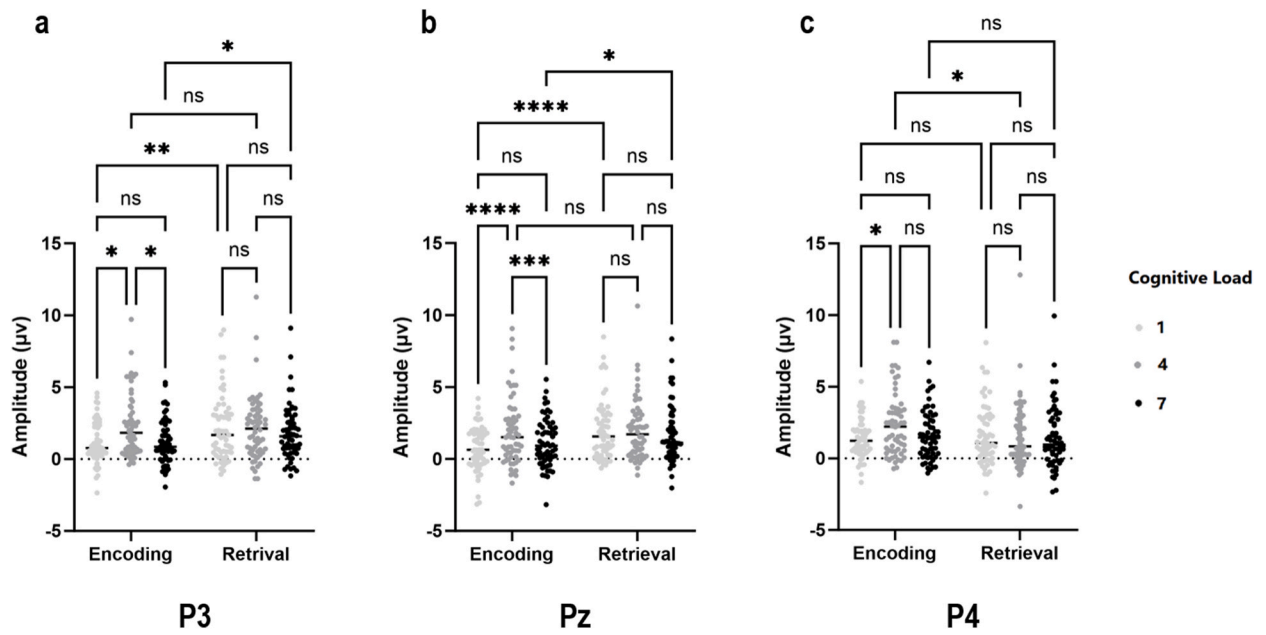 a
b
c
*
ns
**
ns
ns
ns
*
*
ns
*
****
ns
ns
****
ns
ns
***
ns
ns
*
ns
ns
ns
ns
*
ns
ns
15
10
5
0
-5
Amplitude (μv)
Encoding
Retrival
P3
15
10
5
0
-5
Amplitude (μv)
Encoding
Retrieval
Pz
15
10
5
0
-5
Amplitude (μv)
Encoding
Retrieval
P4
Cognitive Load
1
4
7